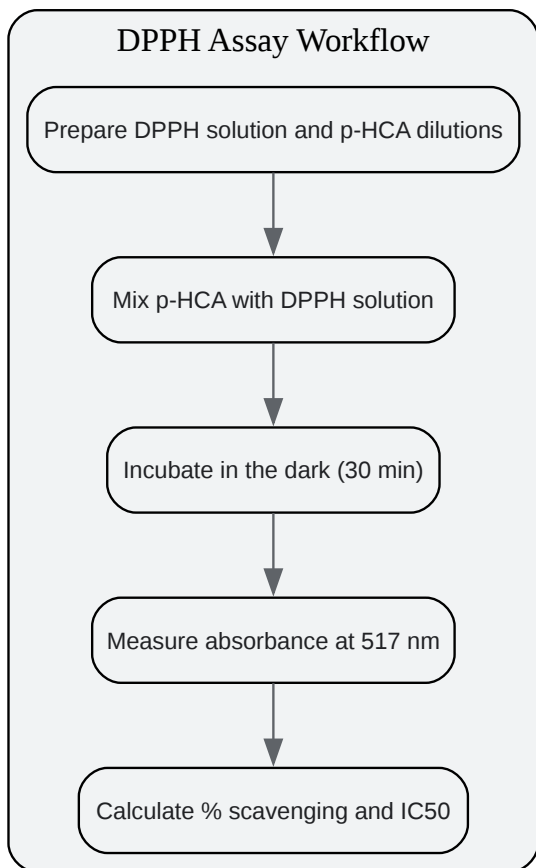 DPPH Assay Workflow
Prepare DPPH solution and p-HCA dilutions
Mix p-HCA with DPPH solution
Incubate in the dark (30 min)
Measure absorbance at 517 nm
Calculate % scavenging and IC50